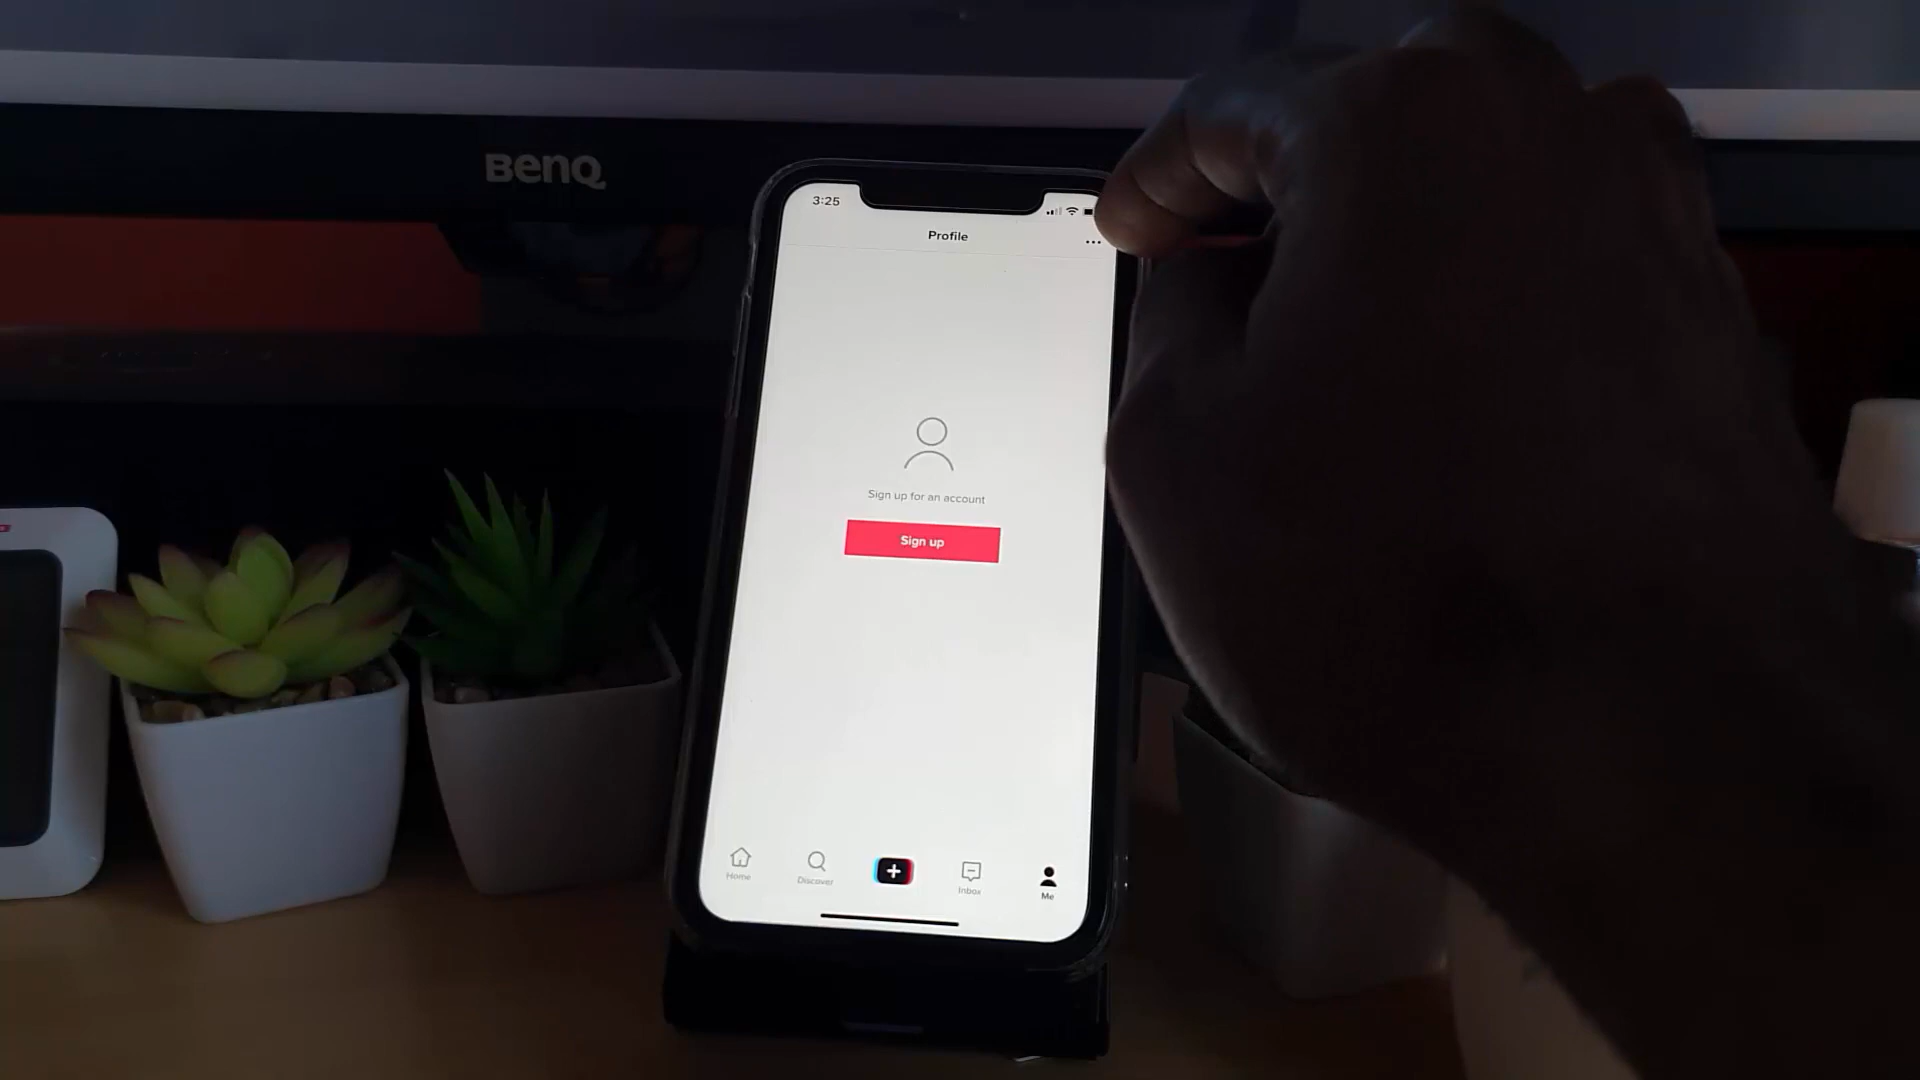 BenQ
3:25
Profile
Sign up for an account
Sign up
Home
Discover
Inbox
Me